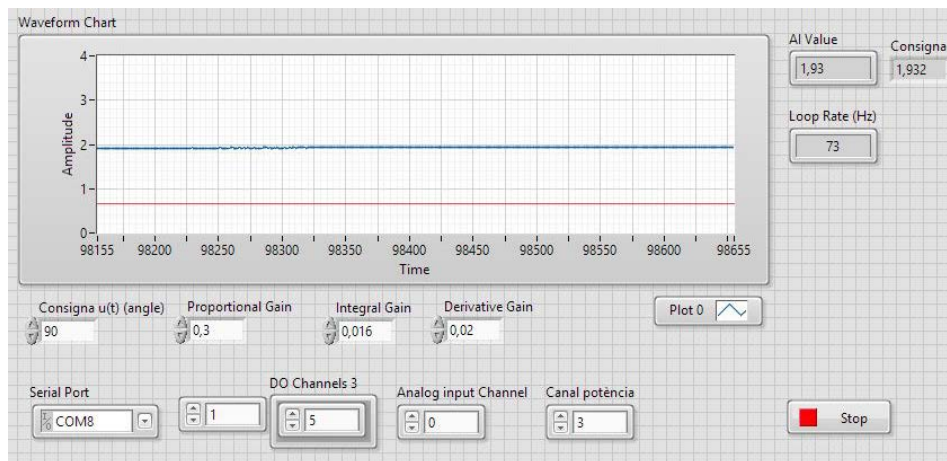 Waveform Chart
AI Value
Consigna
1,93
1,932
Loop Rate (Hz)
73
Amplitude
4
3
2
1
0
98155 98200 98250 98300 98350 98400 98450 98500 98550 98600 98655
Time
Consigna u(t) (angle) Proportional Gain Integral Gain Derivative Gain
90 0,3 0,016 0,02
Plot 0
Serial Port DO Channels 3 Analog input Channel Canal potència
COM8 1 5 0 3
Stop